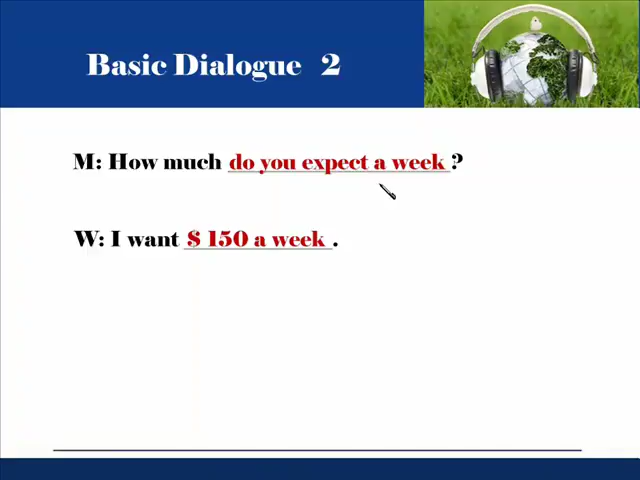 Basic Dialogue 2
M: How much do you expect a week ?
W: I want $ 150 a week .